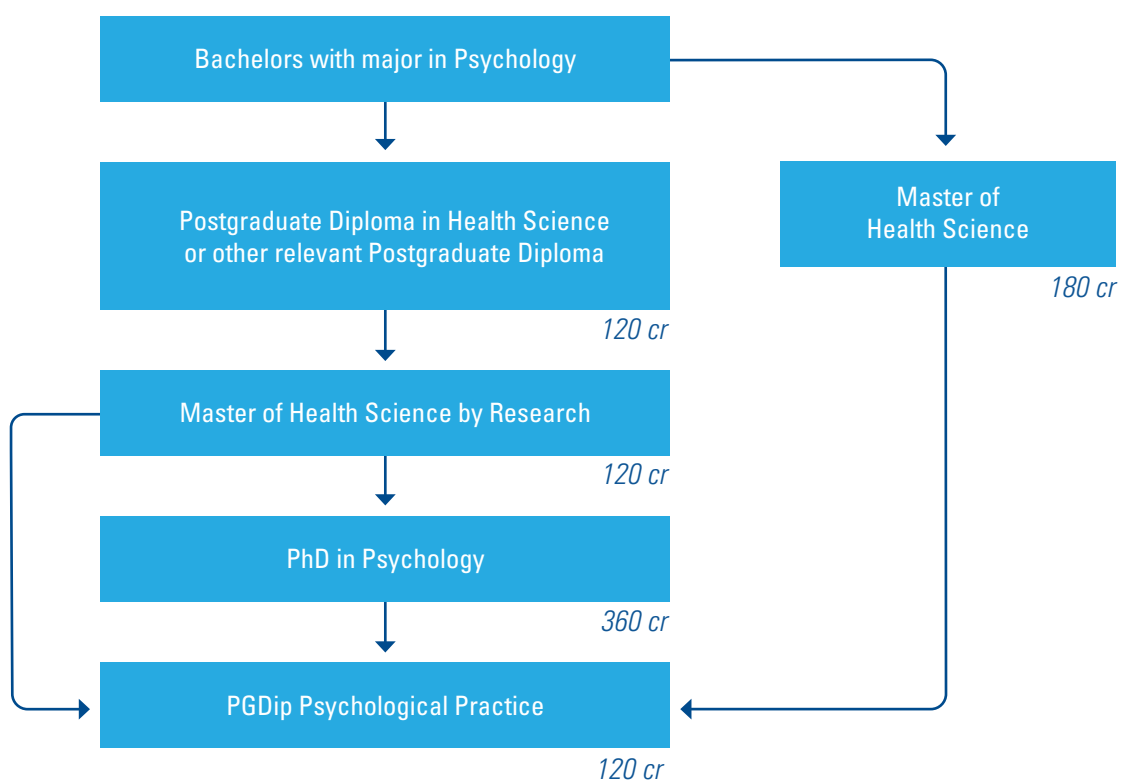 Bachelors with major in Psychology
Postgraduate Diploma in Health Science
or other relevant Postgraduate Diploma
120 cr
Master of
Health Science
180 cr
Master of Health Science by Research
120 cr
PhD in Psychology
360 cr
PGDip Psychological Practice
120 cr